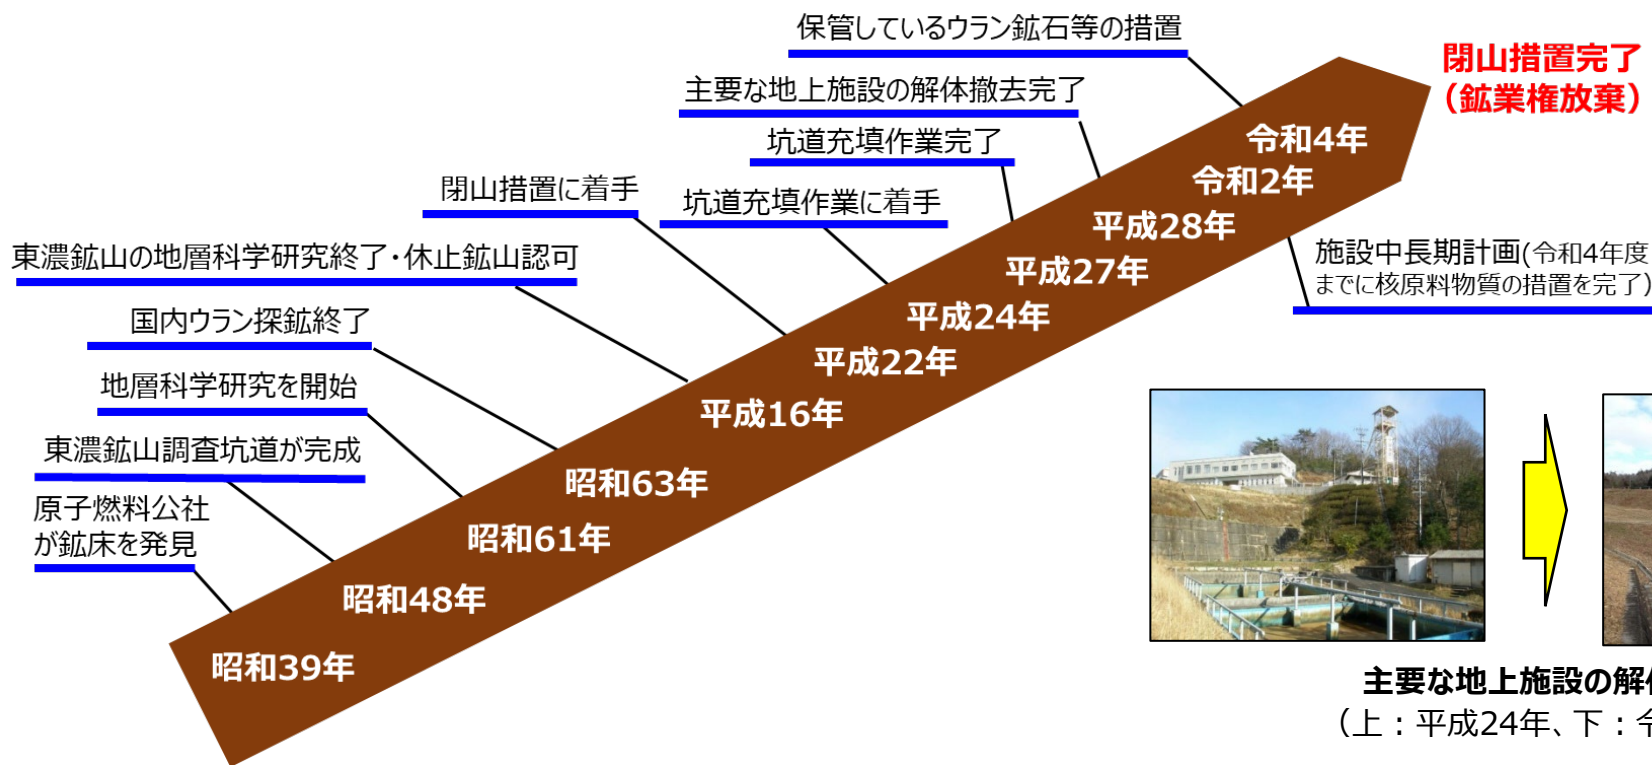 保管しているウラン鉱石等の措置
閉山措置完了
（鉱業権放棄）
主要な地上施設の解体撤去完了
坑道充填作業完了
閉山措置に着手
坑道充填作業に着手
東濃鉱山の地層科学研究終了・休止鉱山認可
国内ウラン探鉱終了
地層科学研究を開始
東濃鉱山調査坑道が完成
原子燃料公社
が鉱床を発見
令和4年
令和2年
平成28年
平成27年
平成24年
平成22年
平成16年
昭和63年
昭和61年
昭和48年
昭和39年
施設中長期計画(令和4年度
までに核原料物質の措置を完了)
主要な地上施設の解
（上：平成24年、下：令